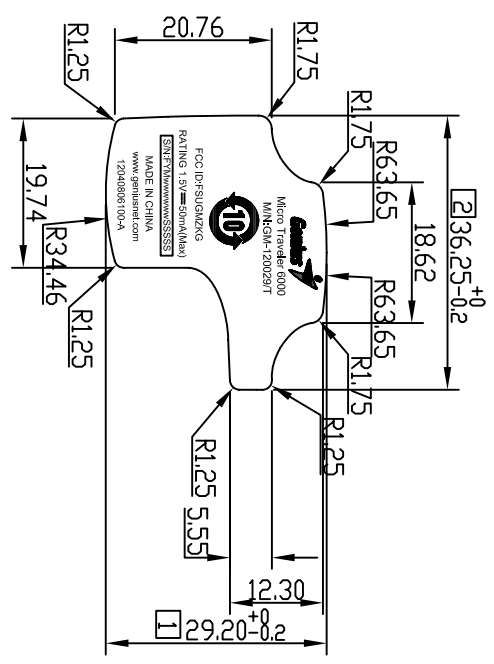 20.76
R1.25
R1.75
R1.75
R63.65
2 36.25 +0 -0.2
18.62
19.74
R34.46
R1.25
R63.65
R1.75
R1.25
R1.25
5.55
12.30
1 29.20 +0 -0.2
Genius
Micro Traveler 6000
M/N:GM-120029/T
10
FCC ID:FSUGMZKG
RATING 1.5V⎓50mA(Max)
S/N:FYMwwwwwwSSSSS
MADE IN CHINA
www.geniusnet.com
12040806100-A